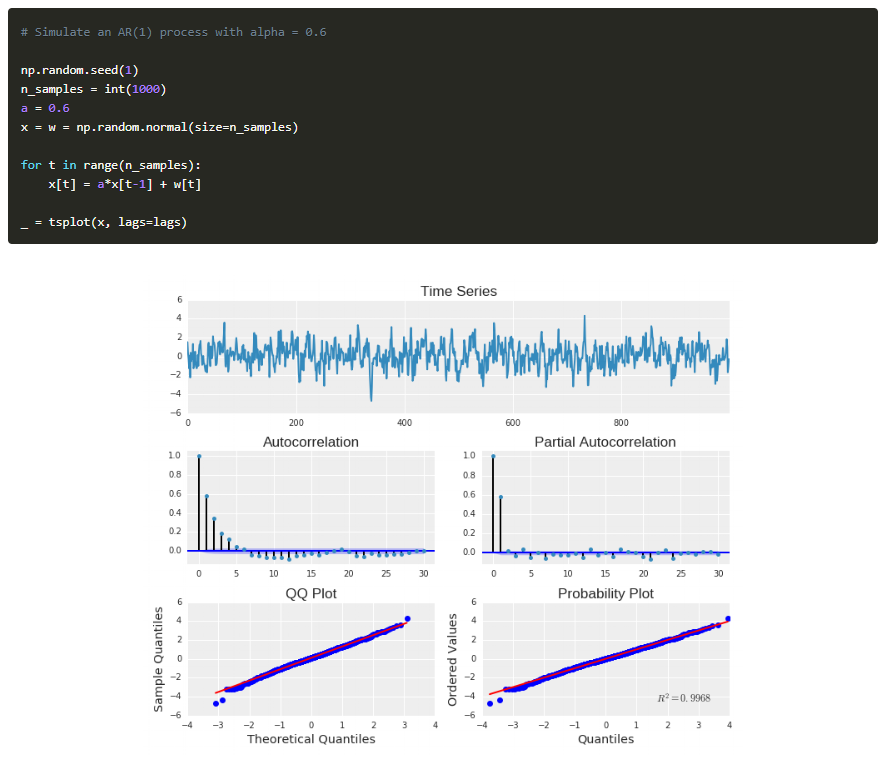 # Simulate an AR(1) process with alpha = 0.6
np.random.seed(1)
n_samples = int(1000)
a = 0.6
x = w = np.random.normal(size=n_samples)
for t in range(n_samples):
    x[t] = a*x[t-1] + w[t]
_ = tsplot(x, lags=lags)
Time Series
6
4
2
0
−2
−4
−6
0 200 400 600 800
Autocorrelation
1.0
0.8
0.6
0.4
0.2
0.0
0 5 10 15 20 25 30
Partial Autocorrelation
1.0
0.8
0.6
0.4
0.2
0.0
0 5 10 15 20 25 30
QQ Plot
Sample Quantiles
6
4
2
0
−2
−4
−6
−4 −3 −2 −1 0 1 2 3 4
Theoretical Quantiles
Probability Plot
Ordered Values
6
4
2
0
−2
−4
−6
R² = 0.9968
−4 −3 −2 −1 0 1 2 3 4
Quantiles